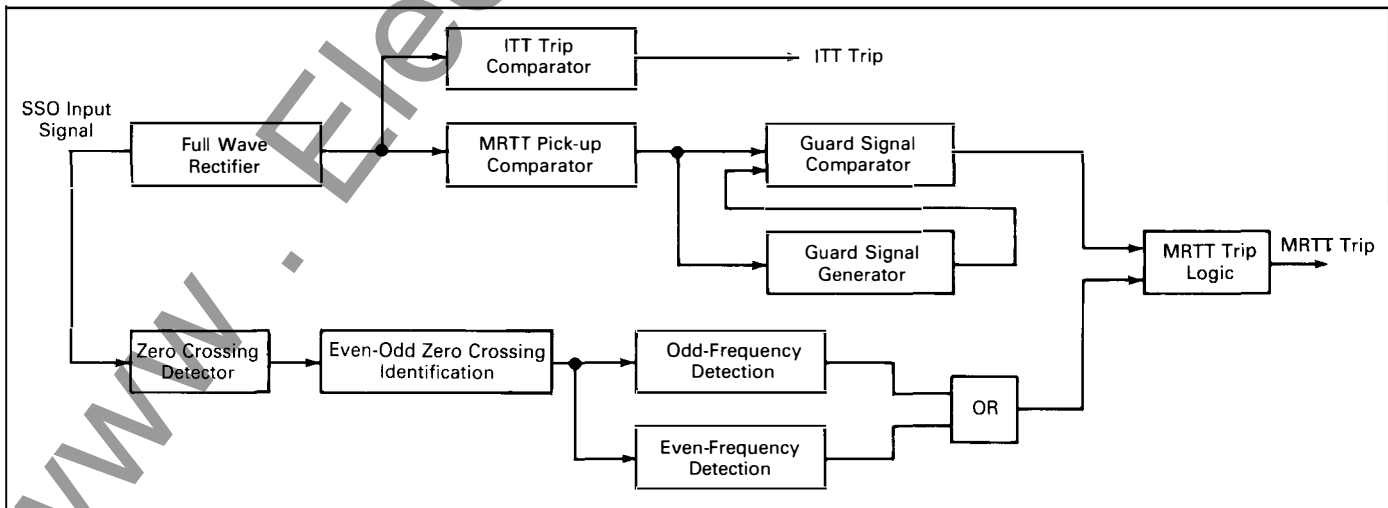 ITT Trip
Comparator
ITT Trip
SSO Input
Signal
Full Wave
Rectifier
MRTT Pick-up
Comparator
Guard Signal
Comparator
Guard Signal
Generator
MRTT Trip
Logic
MRTT Trip
Zero Crossing
Detector
Even-Odd Zero Crossing
Identification
Odd-Frequency
Detection
OR
Even-Frequency
Detection
www . Elec